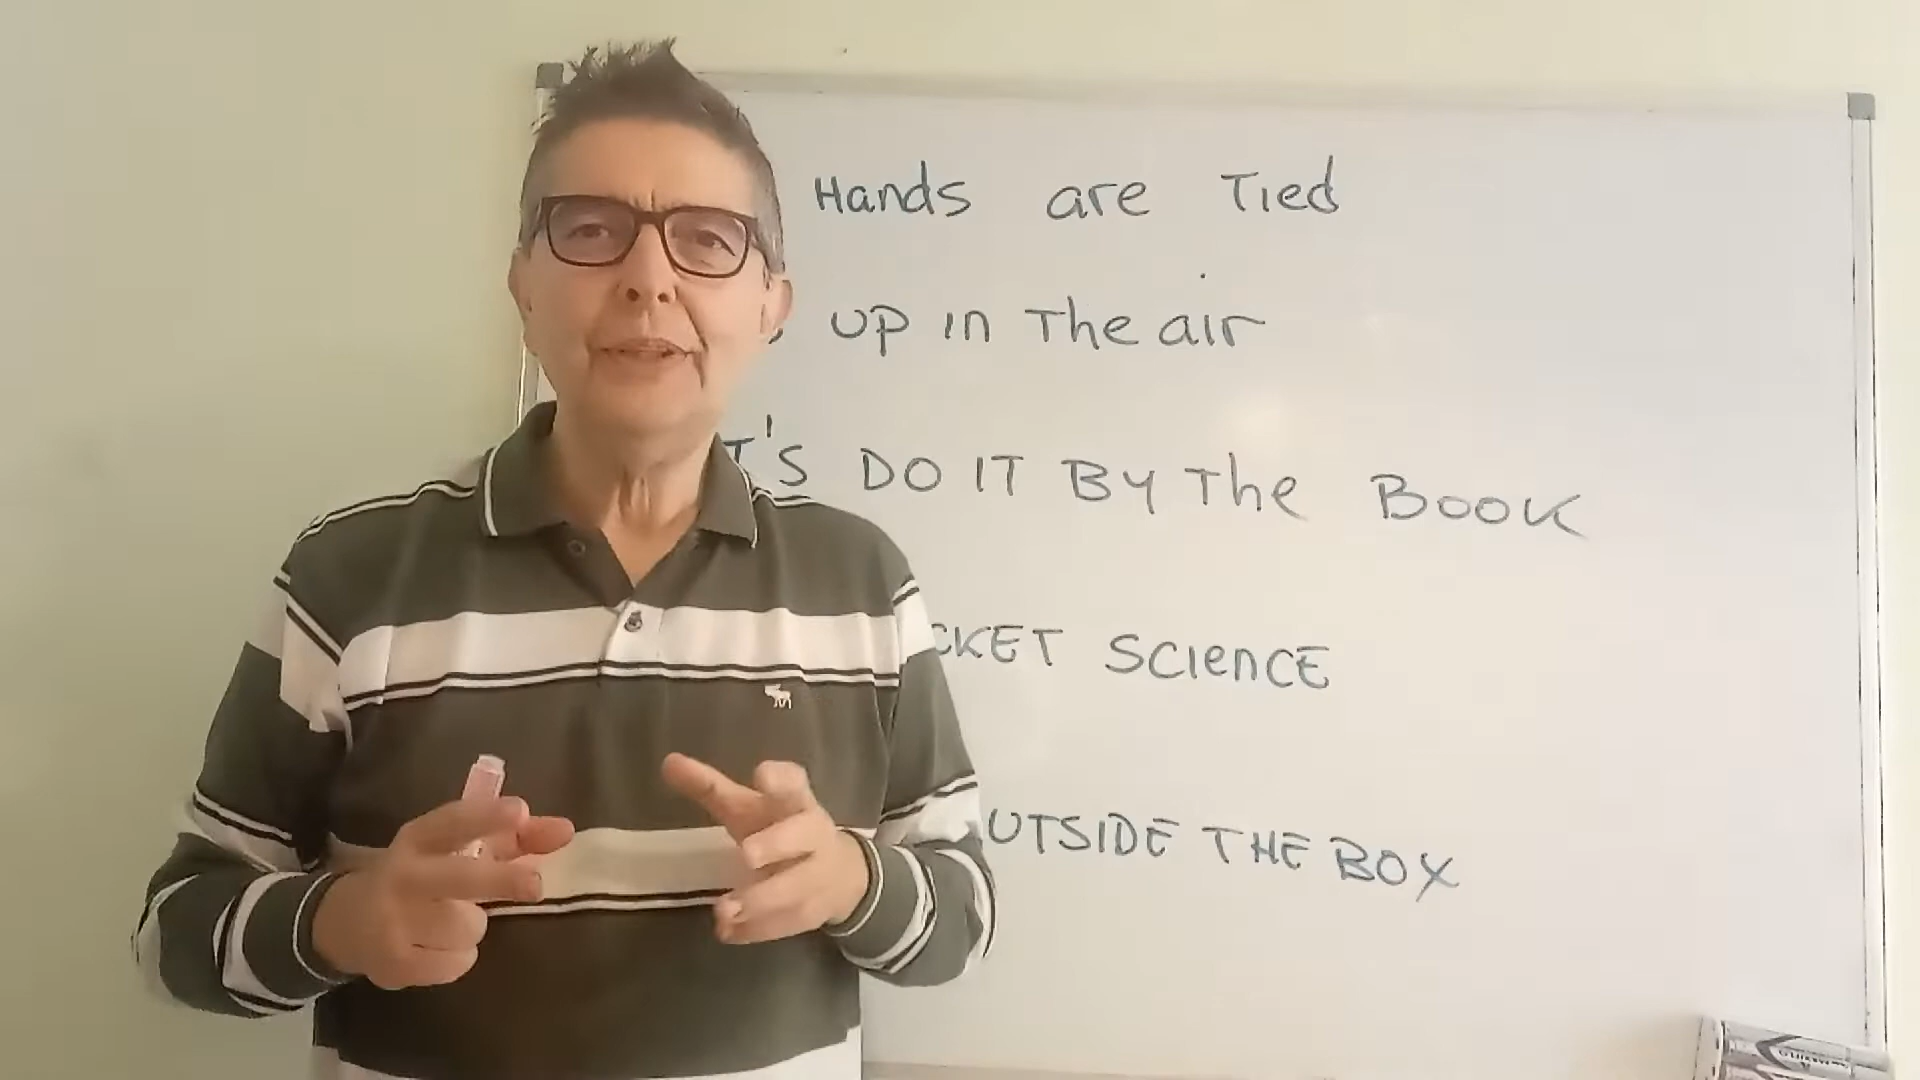 Hands are Tied
UP in The air
T'S DO IT BY The BOOK
CKET SCIENCE
UTSIDE THE BOX